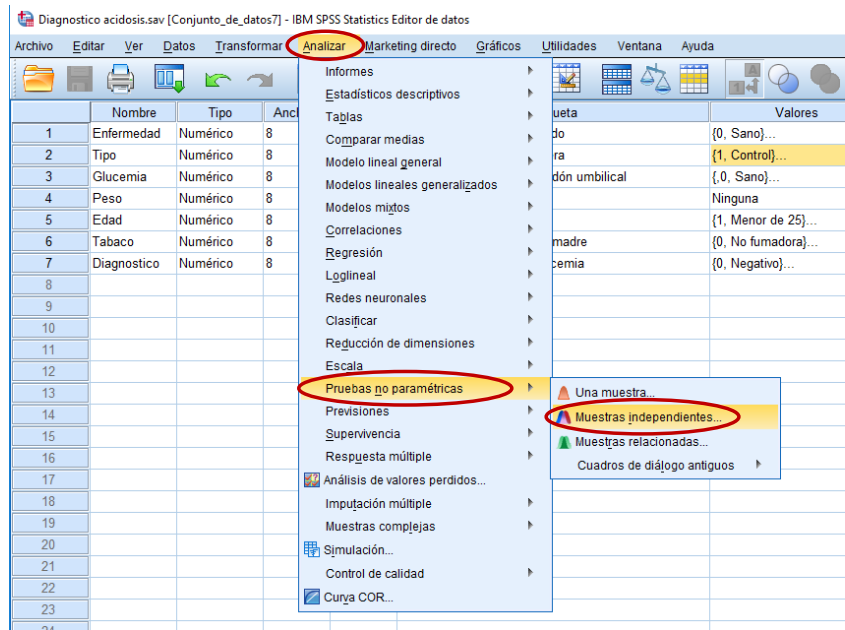 Diagnostico acidosis.sav [Conjunto_de_datos7] - IBM SPSS Statistics Editor de datos
Archivo Editar Ver Datos Transformar Analizar Marketing directo Gráficos Utilidades Ventana Ayuda
Nombre Tipo Valores
1 Enfermedad Numérico 8 {0, Sano}...
2 Tipo Numérico 8 {1, Control}...
3 Glucemia Numérico 8 umbilical {,0, Sano}...
4 Peso Numérico 8 Ninguna
5 Edad Numérico 8 {1, Menor de 25}...
6 Tabaco Numérico 8 madre {0, No fumadora}...
7 Diagnostico Numérico 8 {0, Negativo}...
8
9
10
11
12
13
14
15
16
17
18
19
20
21
22
23
Informes
Estadísticos descriptivos
Tablas
Comparar medias
Modelo lineal general
Modelos lineales generalizados
Modelos mixtos
Correlaciones
Regresión
Loglineal
Redes neuronales
Clasificar
Reducción de dimensiones
Escala
Pruebas no paramétricas
Previsiones
Supervivencia
Respuesta múltiple
Análisis de valores perdidos...
Imputación múltiple
Muestras complejas
Simulación...
Control de calidad
Curva COR...
Una muestra...
Muestras independientes...
Muestras relacionadas...
Cuadros de diálogo antiguos